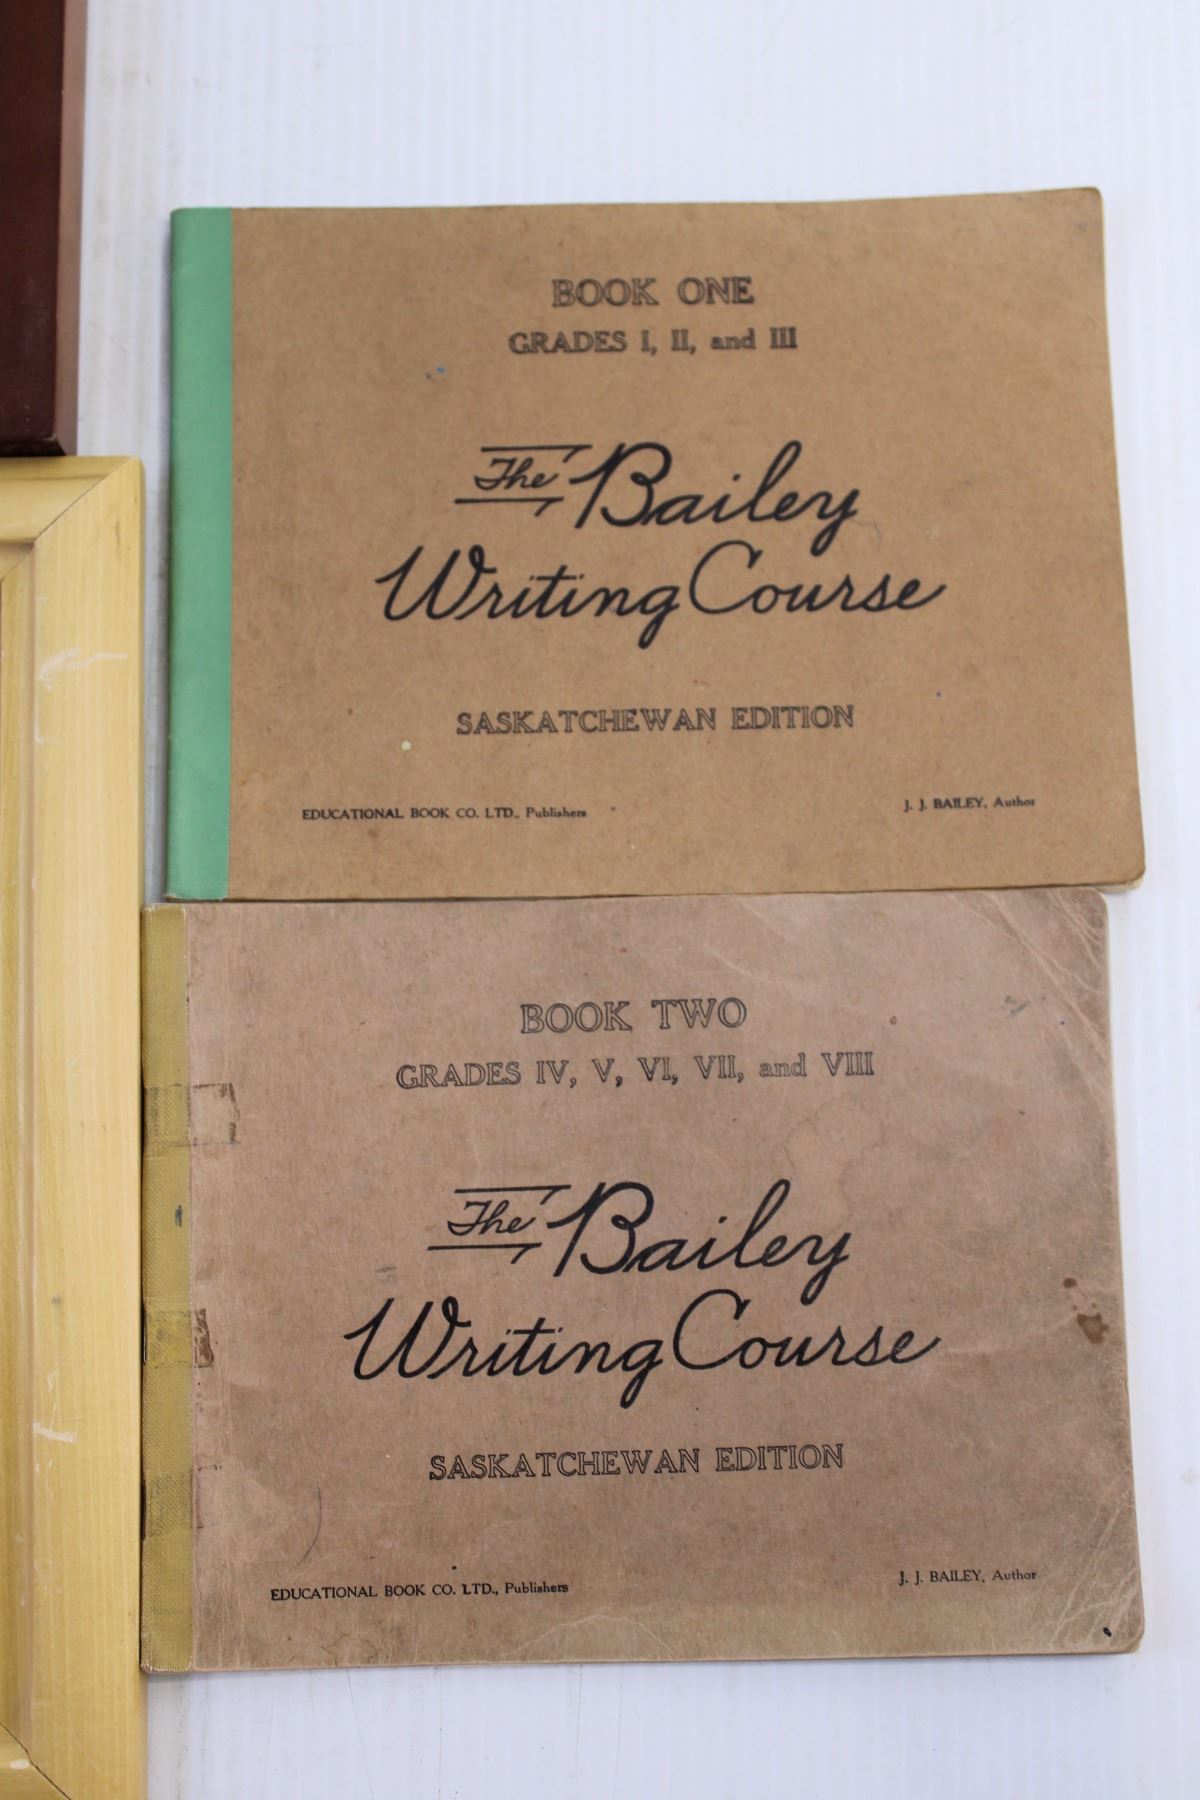 BOOK ONE
GRADES I, II, and III
The Bailey
Writing Course
SASKATCHEWAN EDITION
EDUCATIONAL BOOK CO. LTD., Publishers
J. J. BAILEY, Author
BOOK TWO
GRADES IV, V, VI, VII, and VIII
The Bailey
Writing Course
SASKATCHEWAN EDITION
EDUCATIONAL BOOK CO. LTD., Publishers
J. J. BAILEY, Author